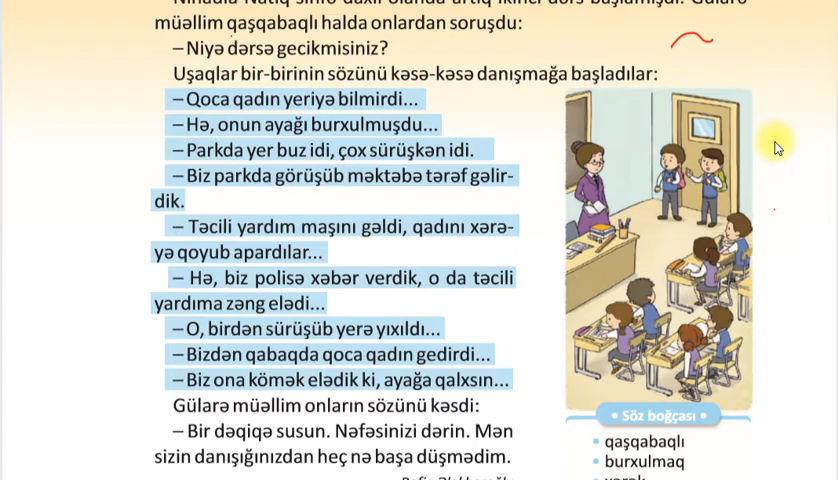 müəllim qaşqabaqlı halda onlardan soruşdu:
– Niyə dərsə gecikmisiniz?
Uşaqlar bir-birinin sözünü kəsə-kəsə danışmağa başladılar:
– Qoca qadın yeriyə bilmirdi...
– Hə, onun ayağı burxulmuşdu...
– Parkda yer buz idi, çox sürüşkən idi.
– Biz parkda görüşüb məktəbə tərəf gəlir-
dik.
– Təcili yardım maşını gəldi, qadını xərə-
yə qoyub apardılar...
– Hə, biz polisə xəbər verdik, o da təcili
yardıma zəng elədi...
– O, birdən sürüşüb yerə yıxıldı...
– Bizdən qabaqda qoca qadın gedirdi...
– Biz ona kömək elədik ki, ayağa qalxsın...
Gülarə müəllim onların sözünü kəsdi:
– Bir dəqiqə susun. Nəfəsinizi dərin. Mən
sizin danışığınızdan heç nə başa düşmədim.
• Söz boğçası •
• qaşqabaqlı
• burxulmaq